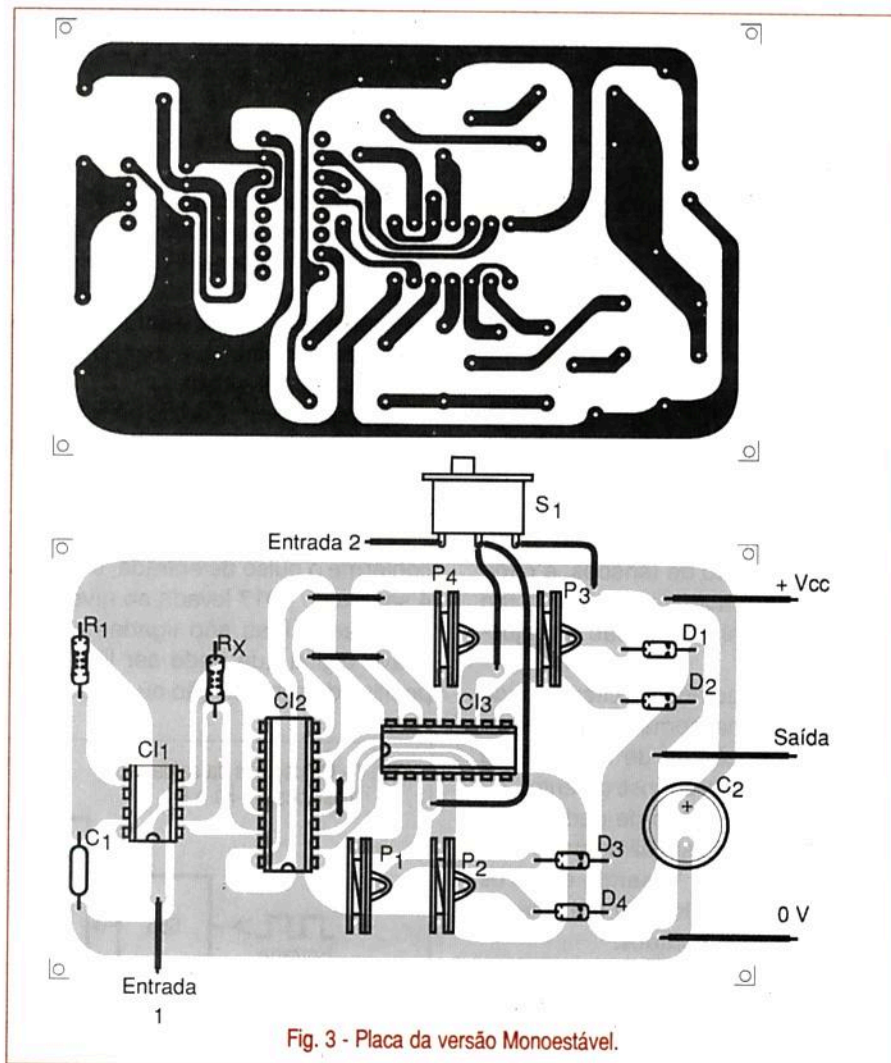 S1
Entrada 2
P4
P3
+ Vcc
R1
RX
D1
D2
CI2
CI3
CI1
Saída
C2
+
C1
P1
P2
D3
D4
0 V
Entrada
1
Fig. 3 - Placa da versão Monoestável.